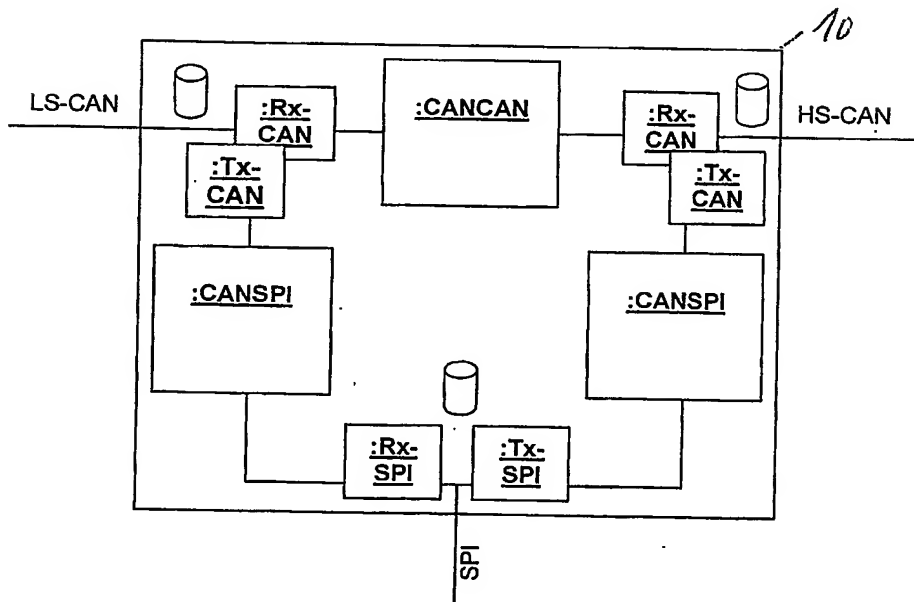 10
LS-CAN
:Rx-
CAN
:CANCAN
:Rx-
CAN
HS-CAN
:Tx-
CAN
:Tx-
CAN
:CANSPI
:CANSPI
:Rx-
SPI
:Tx-
SPI
SPI